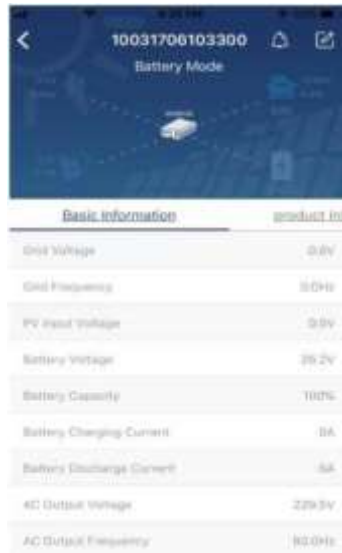 10031706103300
Battery Mode
Basic Information
product In
Grid Voltage
0.0V
Grid Frequency
0.0Hz
PV Input Voltage
0.0V
Battery Voltage
Battery Capacity
100%
Battery Charging Current
0A
Battery Discharge Current
AC Output Voltage
229.5V
AC Output Frequency